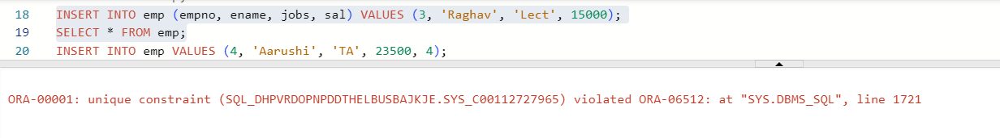 18 INSERT INTO emp (empno, ename, jobs, sal) VALUES (3, 'Raghav', 'Lect', 15000);
19 SELECT * FROM emp;
20 INSERT INTO emp VALUES (4, 'Aarushi', 'TA', 23500, 4);
ORA-00001: unique constraint (SQL_DHPVRDOPNPDDTHELBUSBAJKJE.SYS_C00112727965) violated ORA-06512: at "SYS.DBMS_SQL", line 1721